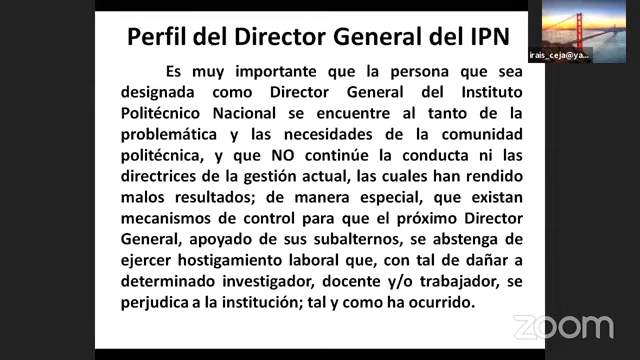 Perfil del Director General del IPN
irais_ceja@ya...
Es muy importante que la persona que sea
designada como Director General del Instituto
Politécnico Nacional se encuentre al tanto de la
problemática y las necesidades de la comunidad
politécnica, y que NO continúe la conducta ni las
directrices de la gestión actual, las cuales han rendido
malos resultados; de manera especial, que existan
mecanismos de control para que el próximo Director
General, apoyado de sus subalternos, se abstenga de
ejercer hostigamiento laboral que, con tal de dañar a
determinado investigador, docente y/o trabajador, se
perjudica a la institución; tal y como ha ocurrido.
zoom